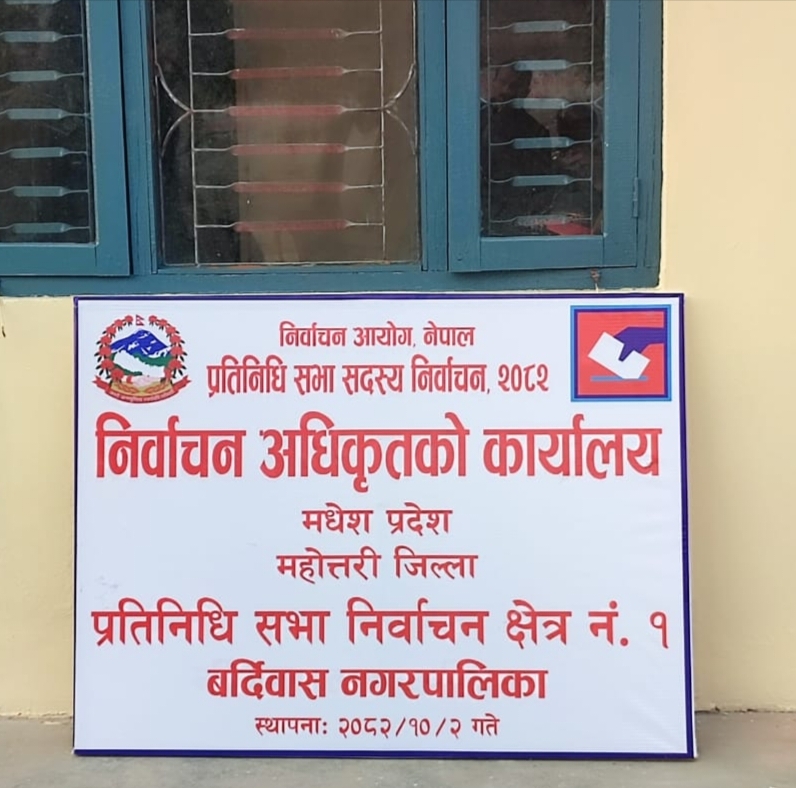 निर्वाचन आयोग, नेपाल
प्रतिनिधि सभा सदस्य निर्वाचन, २०८२
निर्वाचन अधिकृतको कार्यालय
मधेश प्रदेश
महोत्तरी जिल्ला
प्रतिनिधि सभा निर्वाचन क्षेत्र नं. १
बर्दिवास नगरपालिका
स्थापना: २०८२/१०/२ गते